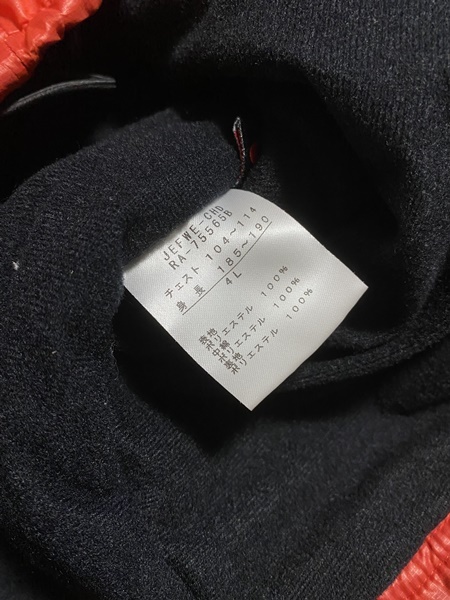 JEFWE-CHD
RA-75565B
チェスト 104～114
身 長 185～190
4L
表地
ポリエステル 100%
中綿
ポリエステル 100%
裏地
ポリエステル 100%